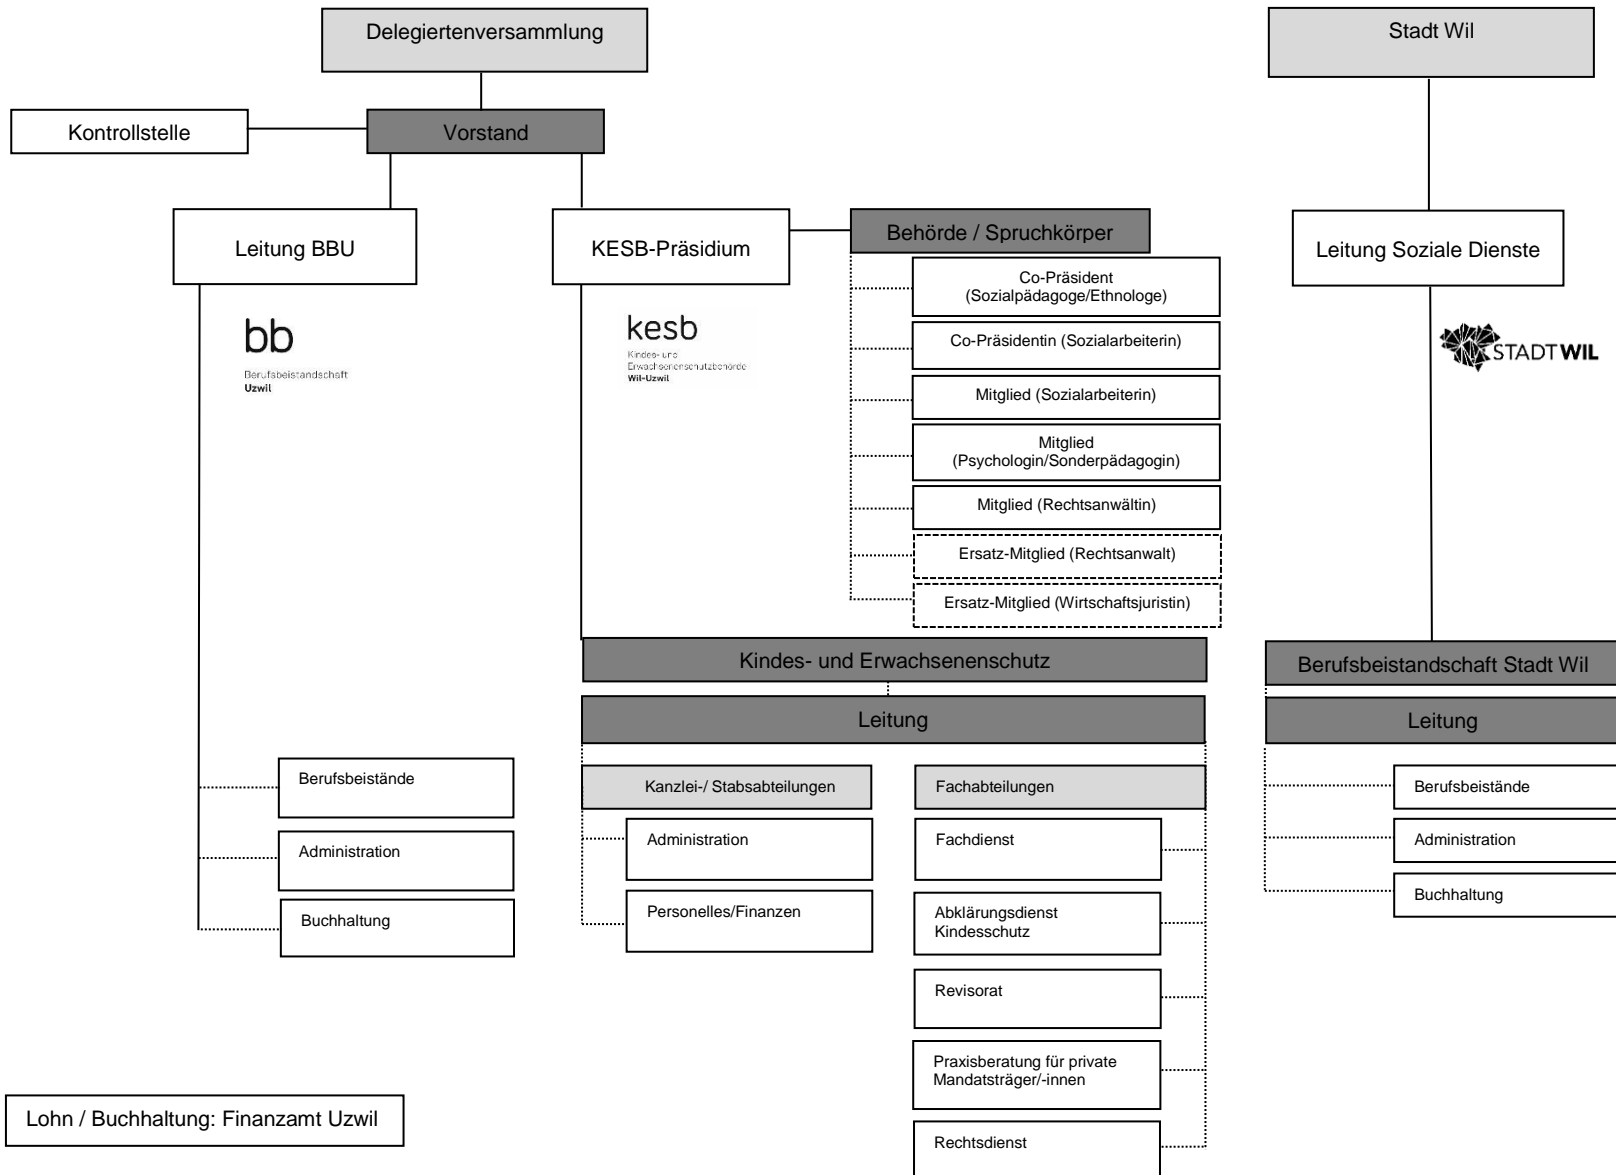 Delegiertenversammlung
Stadt Wil
Kontrollstelle
Vorstand
Leitung BBU
KESB-Präsidium
Behörde / Spruchkörper
Leitung Soziale Dienste
Co-Präsident
(Sozialpädagoge/Ethnologe)
Co-Präsidentin (Sozialarbeiterin)
Mitglied (Sozialarbeiterin)
Mitglied
(Psychologin/Sonderpädagogin)
Mitglied (Rechtsanwältin)
Ersatz-Mitglied (Rechtsanwalt)
Ersatz-Mitglied (Wirtschaftsjuristin)
bb
Berufsbeistandschaft
Uzwil
kesb
Kindes- und
Erwachsenenschutzbehörde
Wil-Uzwil
STADT WIL
Kindes- und Erwachsenenschutz
Leitung
Berufsbeistandschaft Stadt Wil
Leitung
Berufsbeistände
Administration
Buchhaltung
Kanzlei-/ Stabsabteilungen
Administration
Personelles/Finanzen
Fachabteilungen
Fachdienst
Abklärungsdienst
Kindesschutz
Revisorat
Praxisberatung für private
Mandatsträger/-innen
Rechtsdienst
Berufsbeistände
Administration
Buchhaltung
Lohn / Buchhaltung: Finanzamt Uzwil